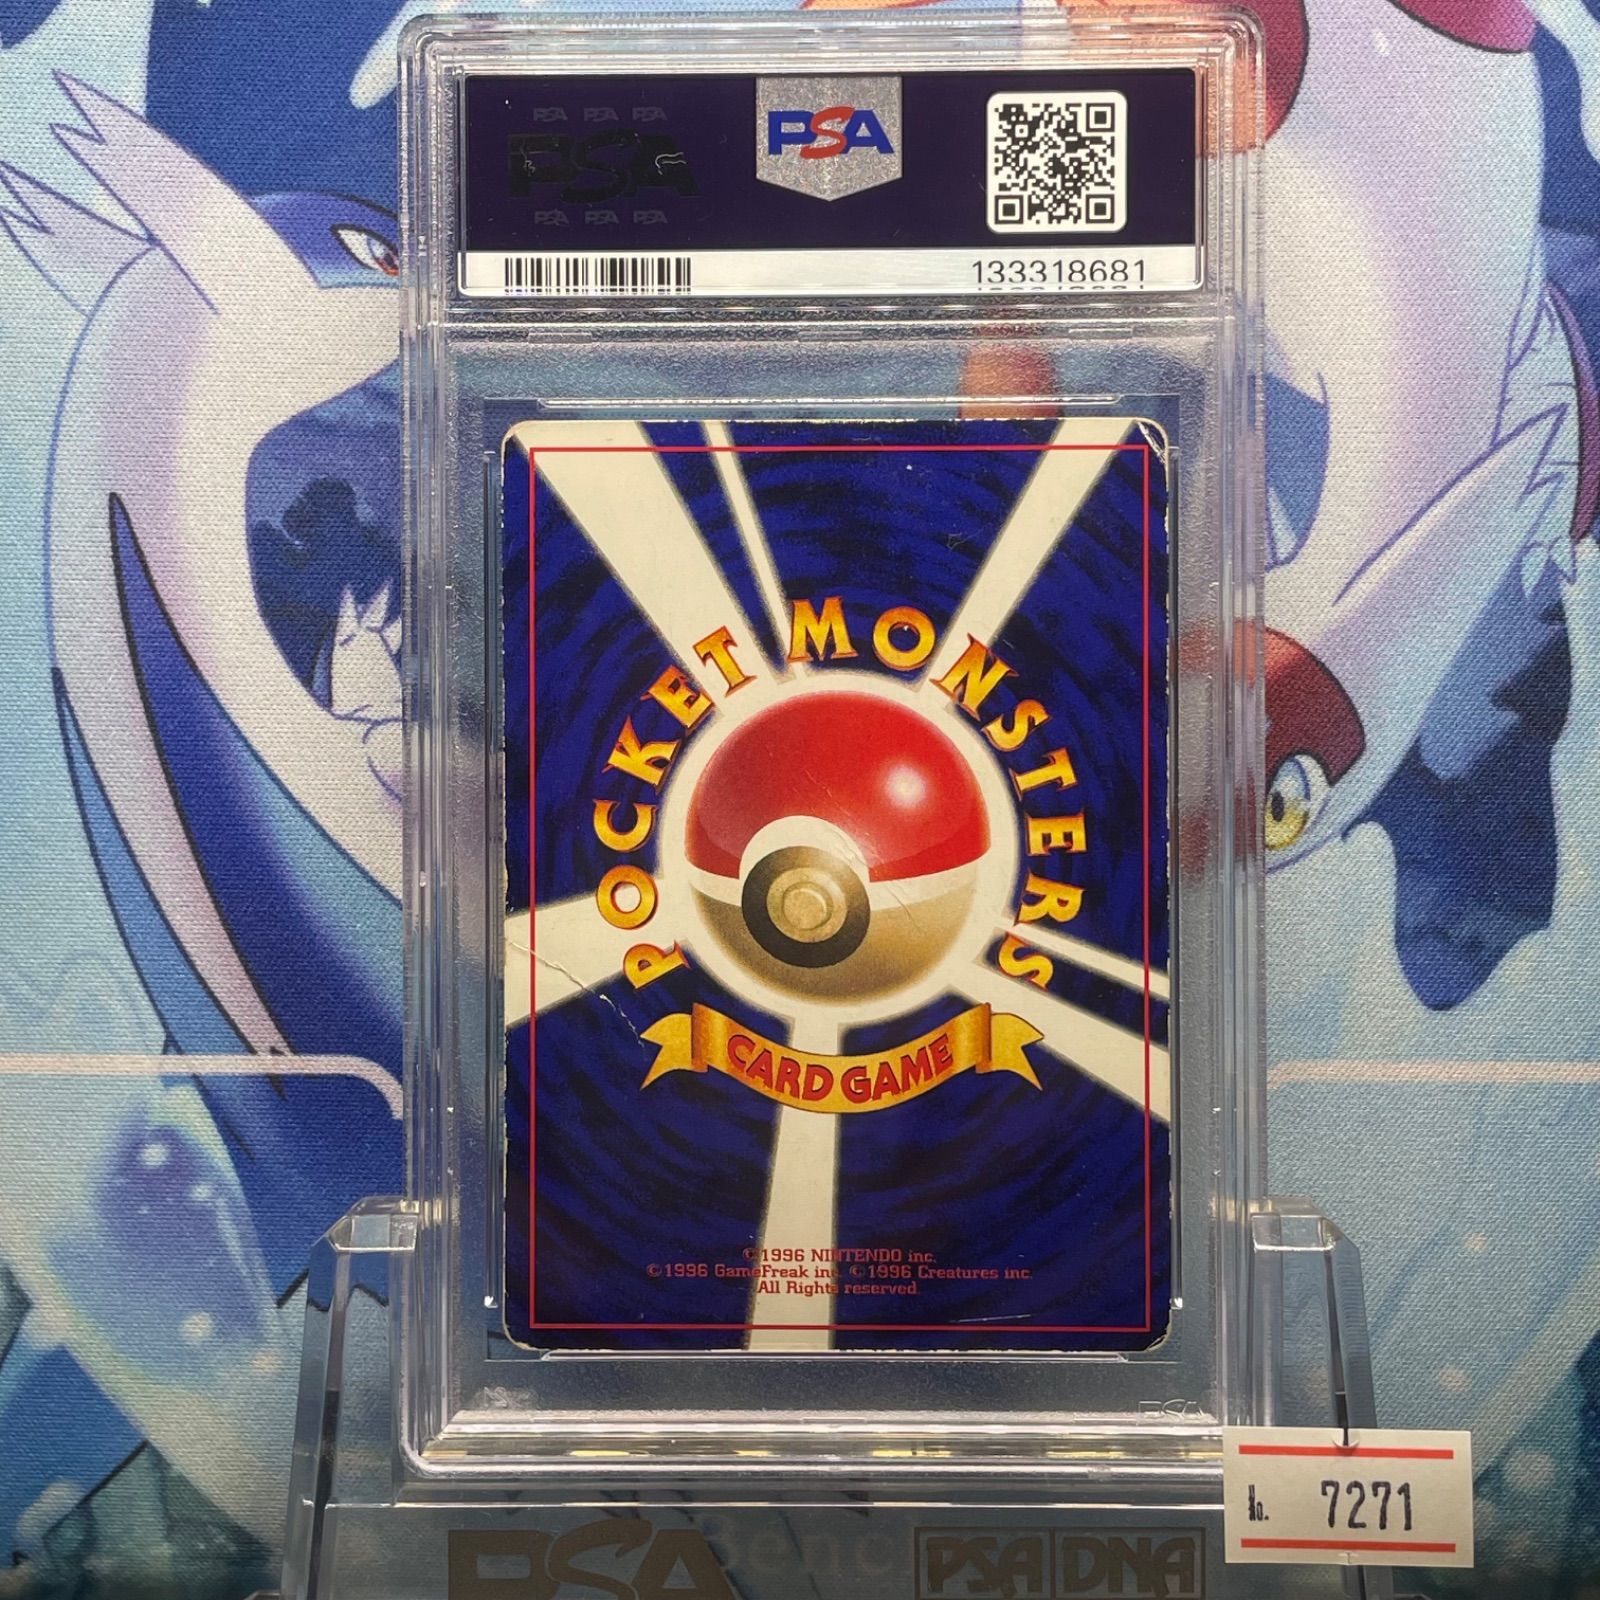 PSA PSA PSA
PSA
PSA PSA PSA
PSA
133318681
POCKET MONSTERS
CARD GAME
©1996 NINTENDO inc.
©1996 GameFreak inc. ©1996 Creatures inc.
All Rights reserved.
PSA
No. 7271
PSA
PSA DNA